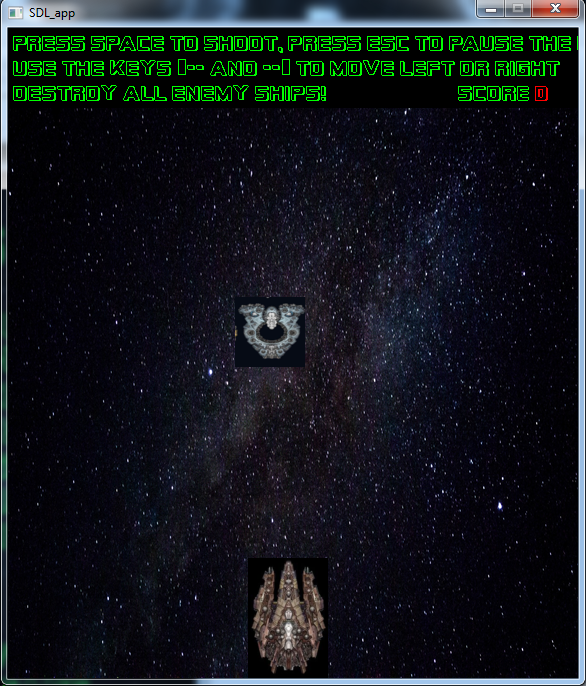 SDL_app
PRESS SPACE TO SHOOT, PRESS ESC TO PAUSE THE
USE THE KEYS |-- AND --| TO MOVE LEFT OR RIGHT
DESTROY ALL ENEMY SHIPS! SCORE 0